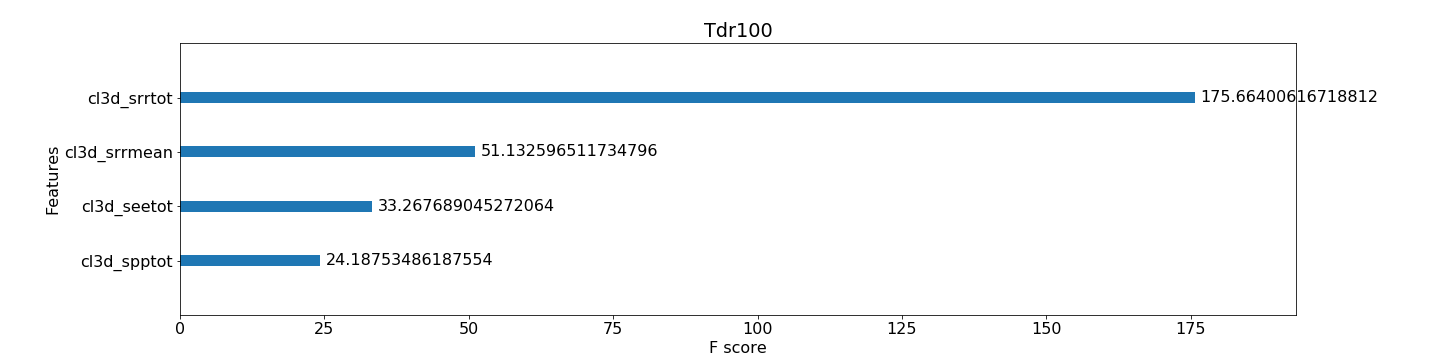 Tdr100
cl3d_srrtot
175.66400616718812
cl3d_srrmean
51.132596511734796
cl3d_seetot
33.267689045272064
cl3d_spptot
24.18753486187554
Features
0 25 50 75 100 125 150 175
F score